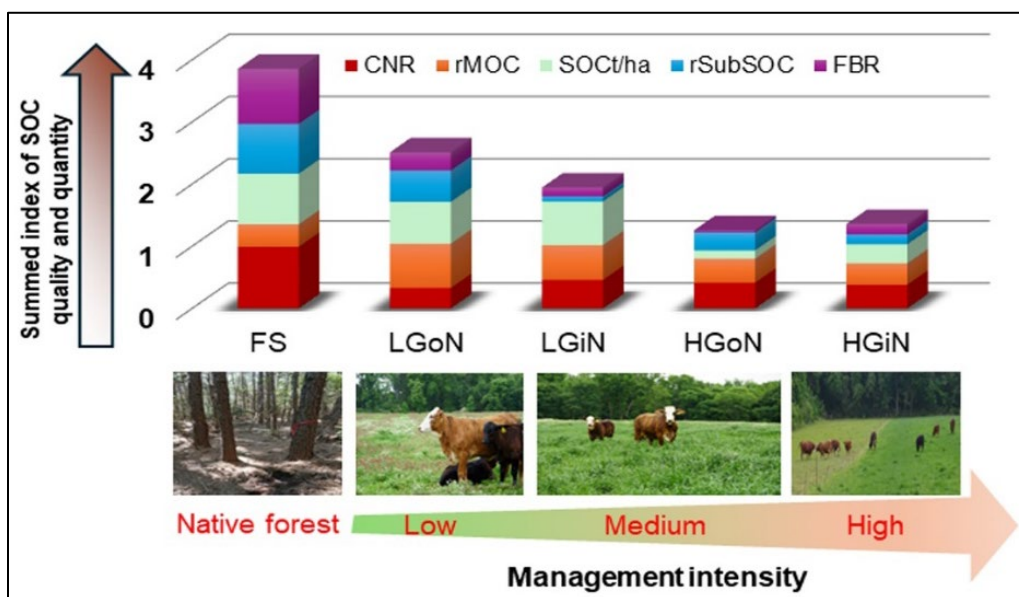 Summed index of SOC
quality and quantity
4
3
2
1
0
CNR rMOC SOCt/ha rSubSOC FBR
FS LGoN LGiN HGoN HGiN
Native forest Low Medium High
Management intensity